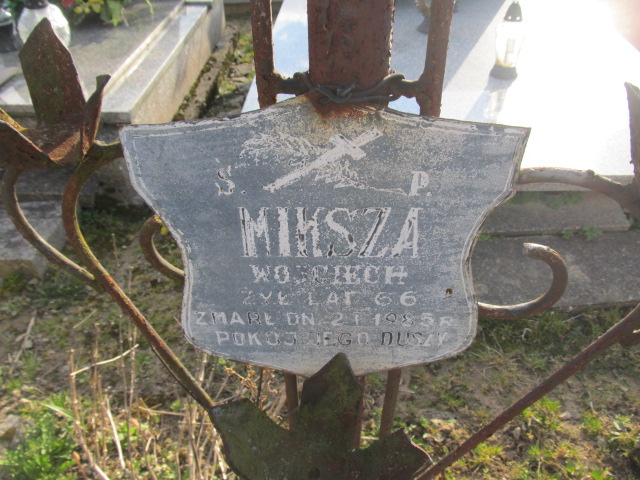 Ś. P.
MIKSZA
WOJCIECH
ŻYŁ LAT 66
ZMARŁ DN. 2 I 1985 R
POKÓJ JEGO DUSZY